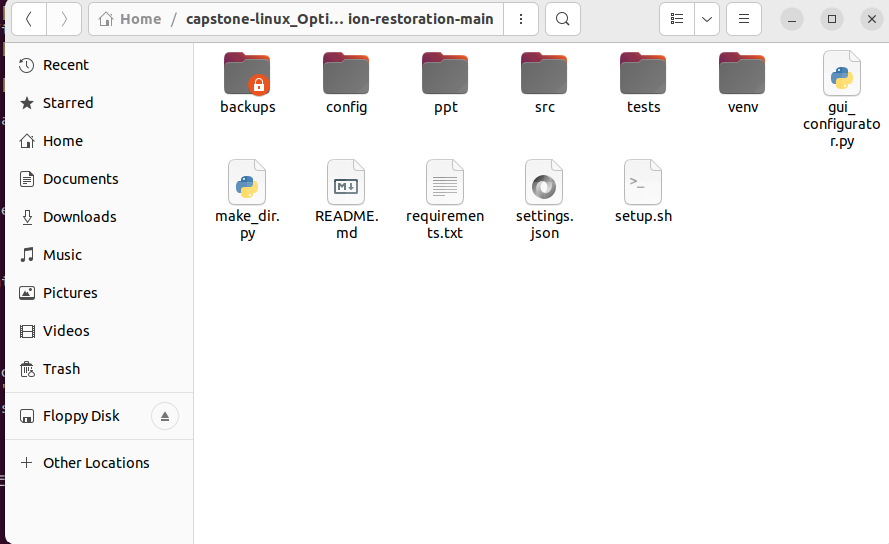 Home / capstone-linux_Opti... ion-restoration-main
Recent
Starred
Home
Documents
Downloads
Music
Pictures
Videos
Trash
Floppy Disk
Other Locations
backups
config
ppt
src
tests
venv
gui_
configurato
r.py
make_dir.
py
README.
md
requiremen
ts.txt
settings.
json
setup.sh